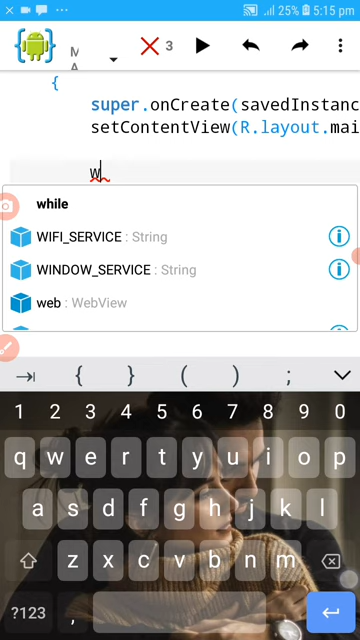 25% 5:15 pm
M
A
3
{
super.onCreate(savedInstanc
setContentView(R.layout.mai
w
while
WIFI_SERVICE : String
WINDOW_SERVICE : String
web : WebView
{ } ( ) ;
1 2 3 4 5 6 7 8 9 0
q w e r t y u i o p
a s d f g h j k l
z x c v b n m
?123 ,